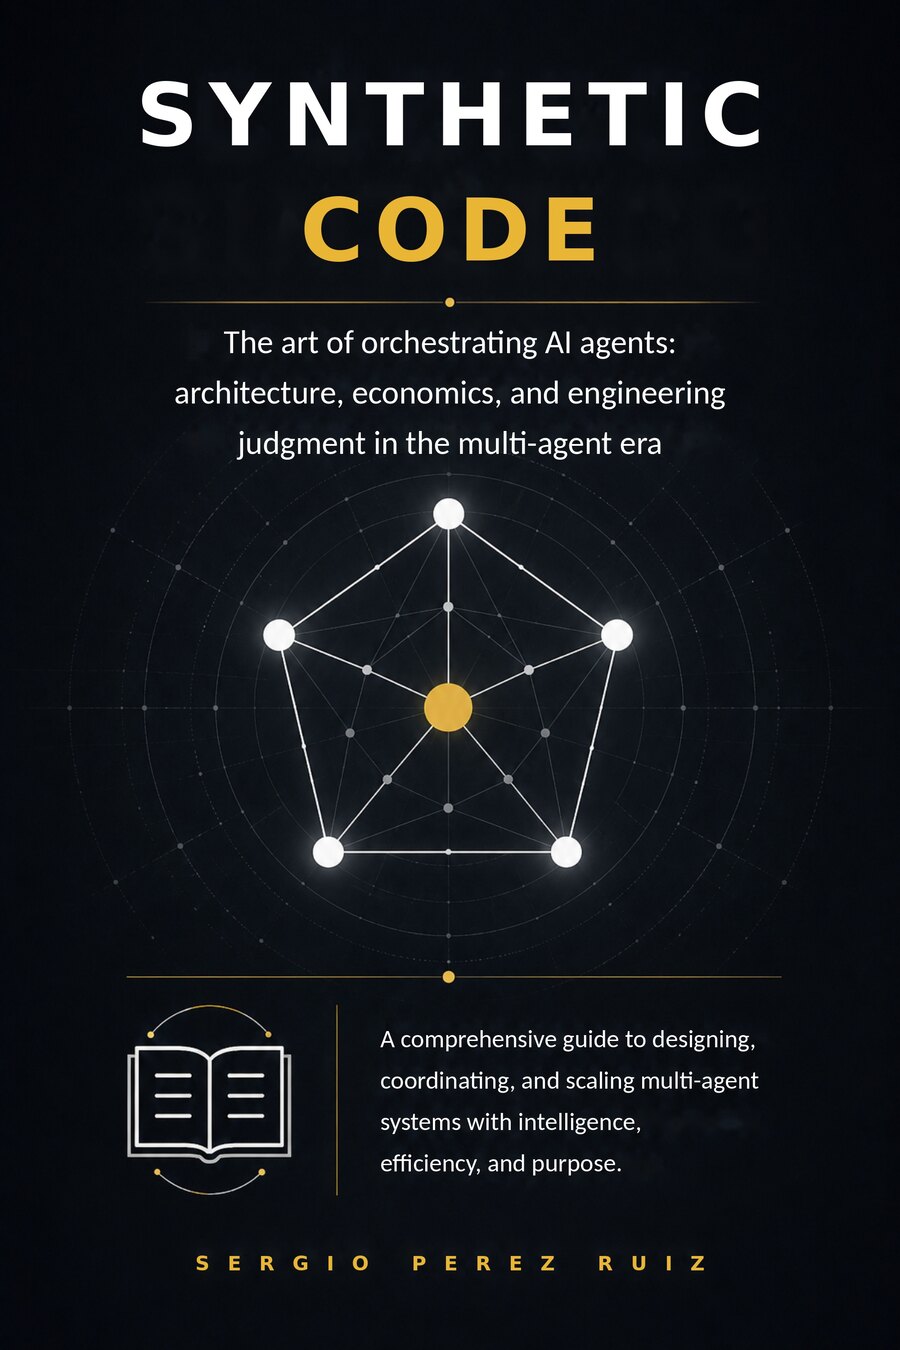 SYNTHETIC
CODE
The art of orchestrating AI agents:
architecture, economics, and engineering
judgment in the multi-agent era
A comprehensive guide to designing,
coordinating, and scaling multi-agent
systems with intelligence,
efficiency, and purpose.
SERGIO PEREZ RUIZ